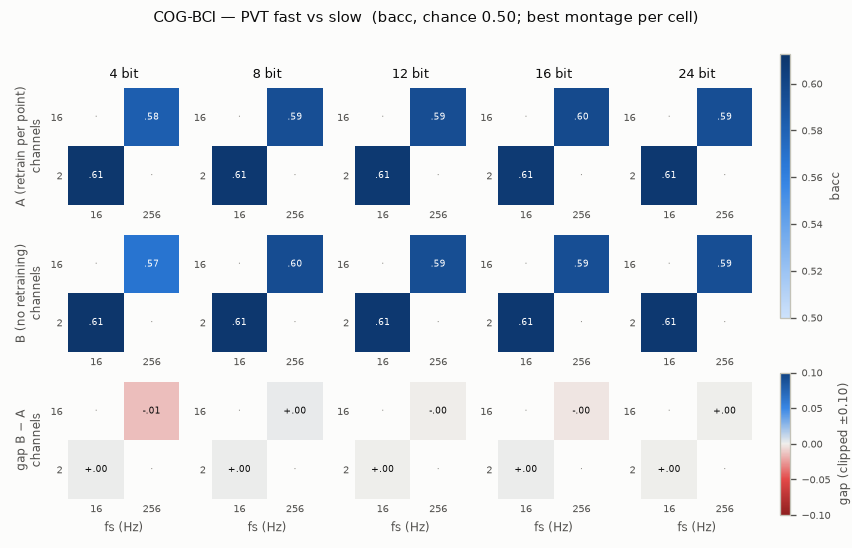 COG-BCI — PVT fast vs slow  (bacc, chance 0.50; best montage per cell)
4 bit 8 bit 12 bit 16 bit 24 bit
A (retrain per point)
channels
16 · .58 16 · .59 16 · .59 16 · .60 16 · .59
2 .61 · 2 .61 · 2 .61 · 2 .61 · 2 .61 ·
16 256 16 256 16 256 16 256 16 256
0.60
0.58
0.56
0.54
0.52
0.50
bacc
B (no retraining)
channels
16 · .57 16 · .60 16 · .59 16 · .59 16 · .59
2 .61 · 2 .61 · 2 .61 · 2 .61 · 2 .61 ·
16 256 16 256 16 256 16 256 16 256
gap B − A
channels
16 · -.01 16 · +.00 16 · -.00 16 · -.00 16 · +.00
2 +.00 · 2 +.00 · 2 +.00 · 2 +.00 · 2 +.00 ·
16 256 16 256 16 256 16 256 16 256
fs (Hz) fs (Hz) fs (Hz) fs (Hz) fs (Hz)
0.10
0.05
0.00
−0.05
−0.10
gap (clipped ±0.10)